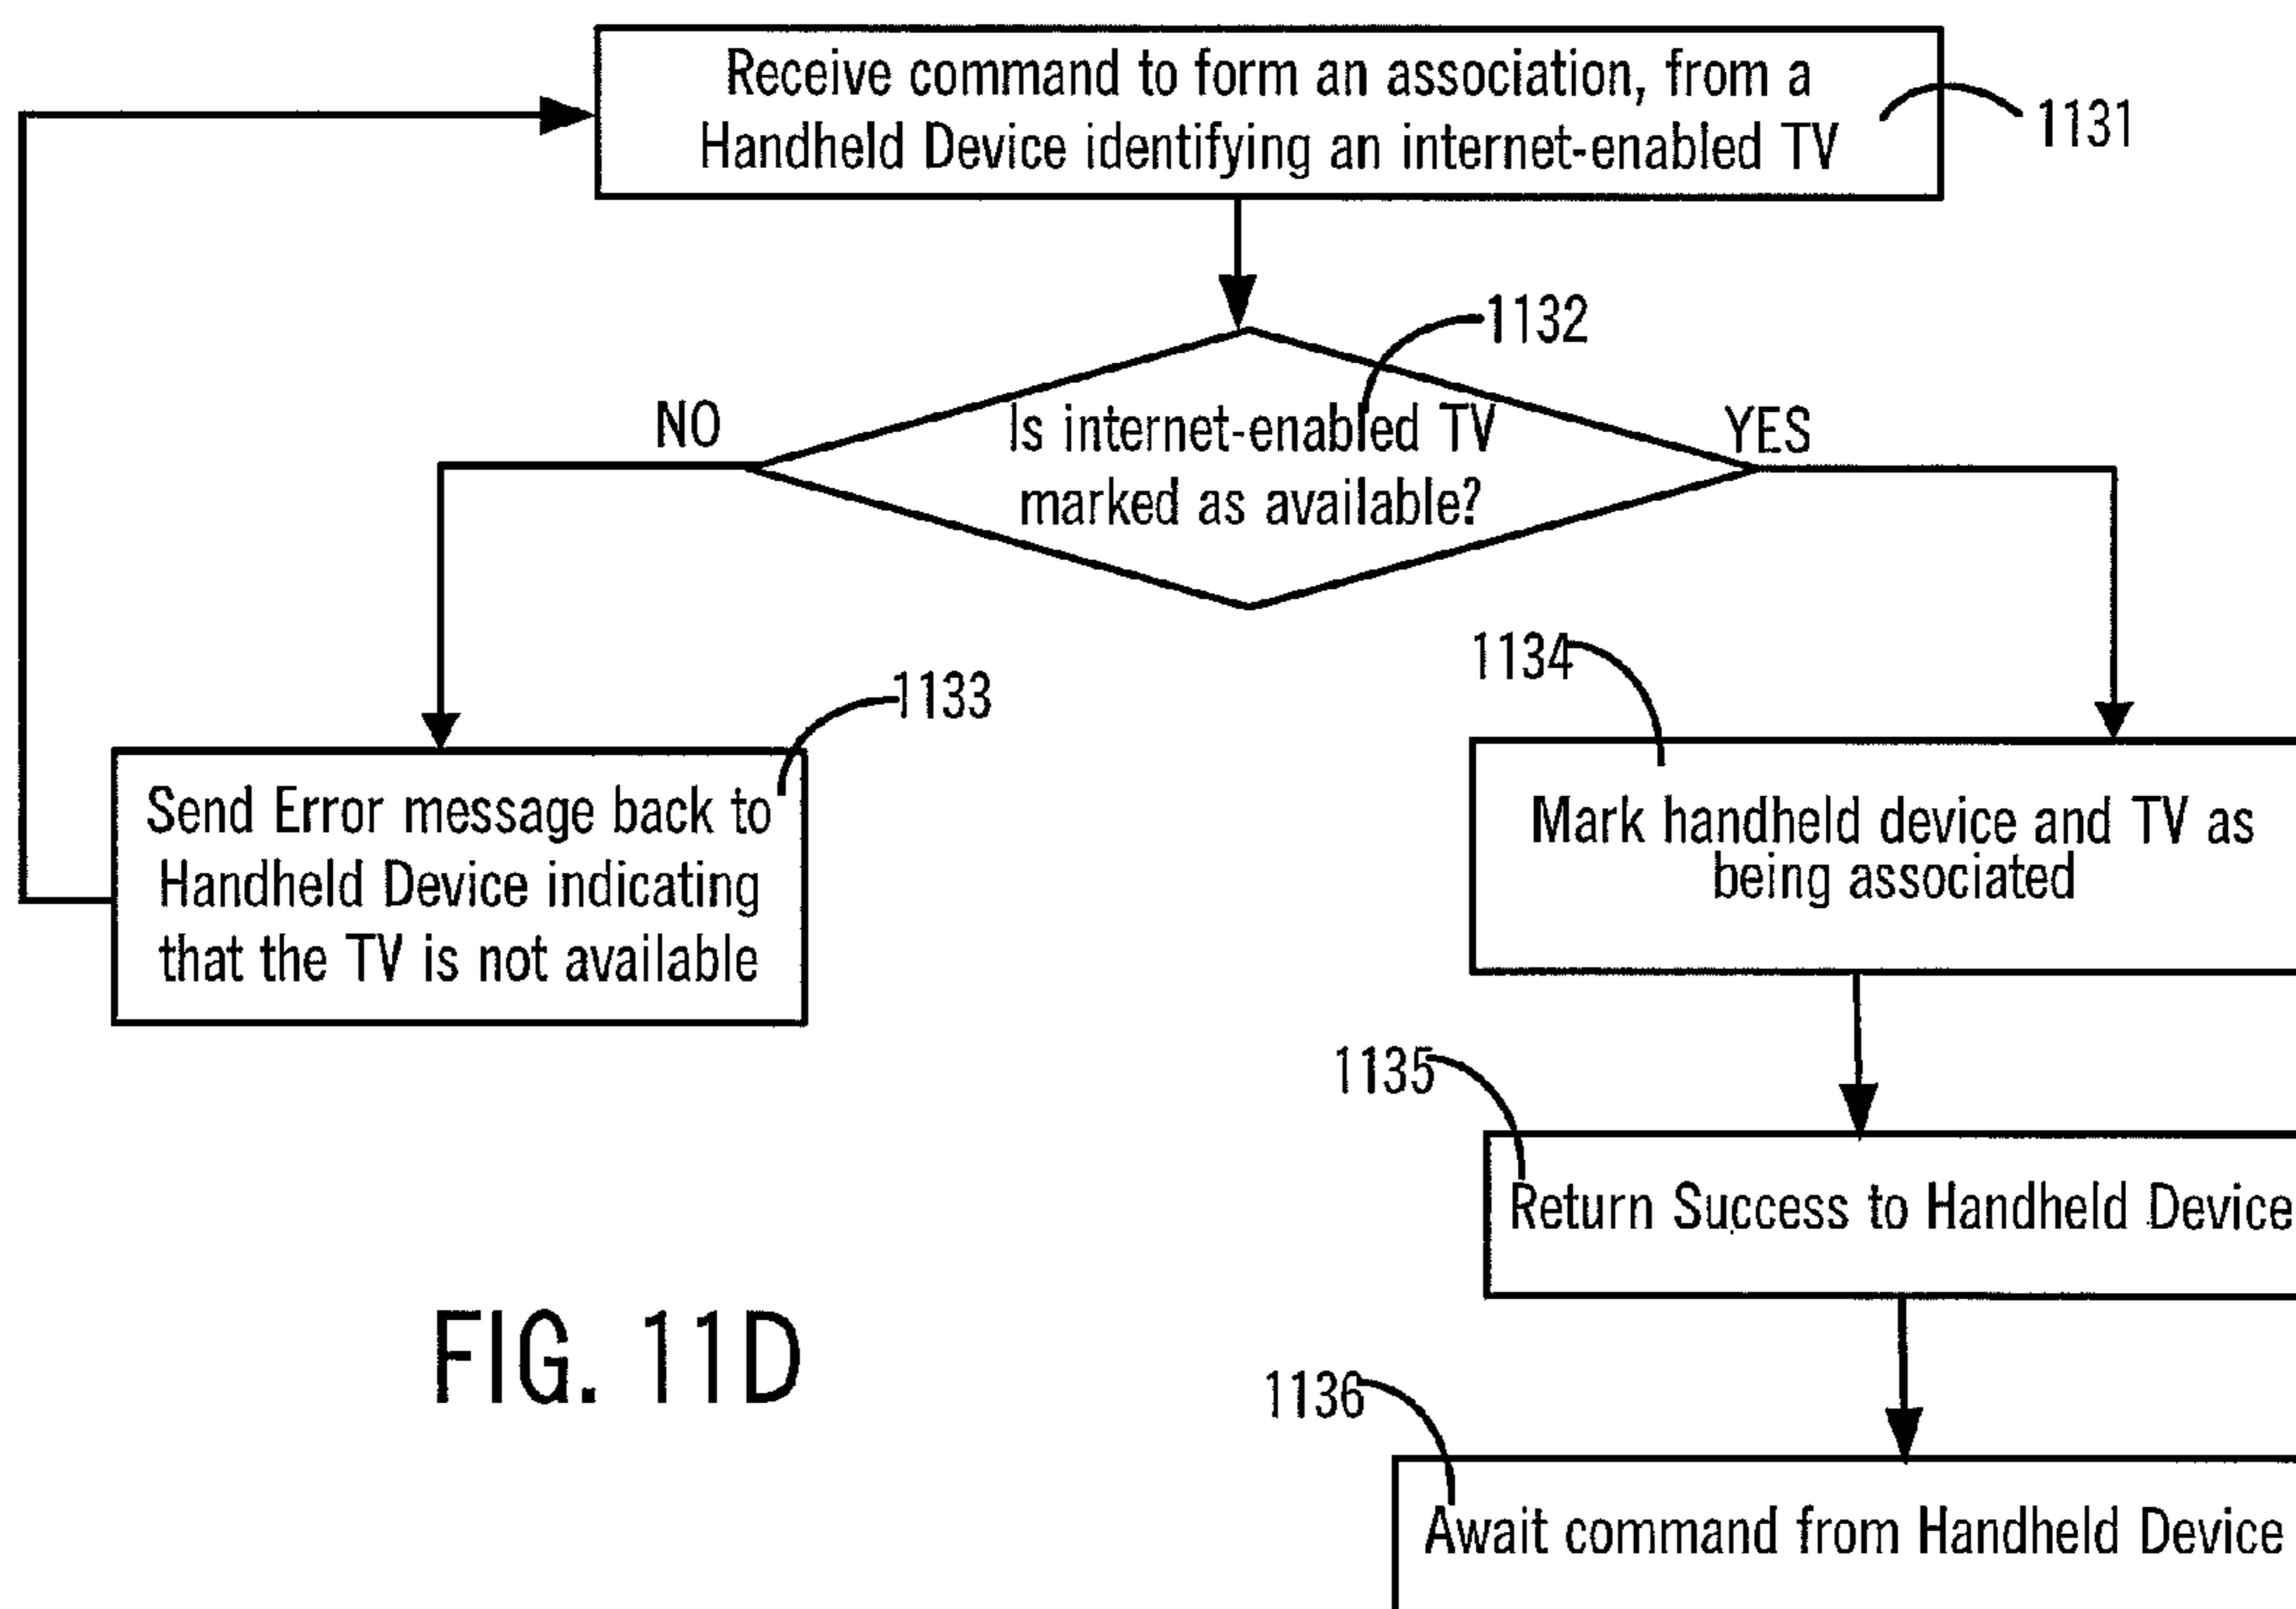 Receive command to form an association, from a
Handheld Device identifying an internet-enabled TV
1131
1132
NO
Is internet-enabled TV
marked as available?
YES
1134
1133
Send Error message back to
Handheld Device indicating
that the TV is not available
Mark handheld device and TV as
being associated
1135
Return Success to Handheld Device
FIG. 11D
1136
Await command from Handheld Device